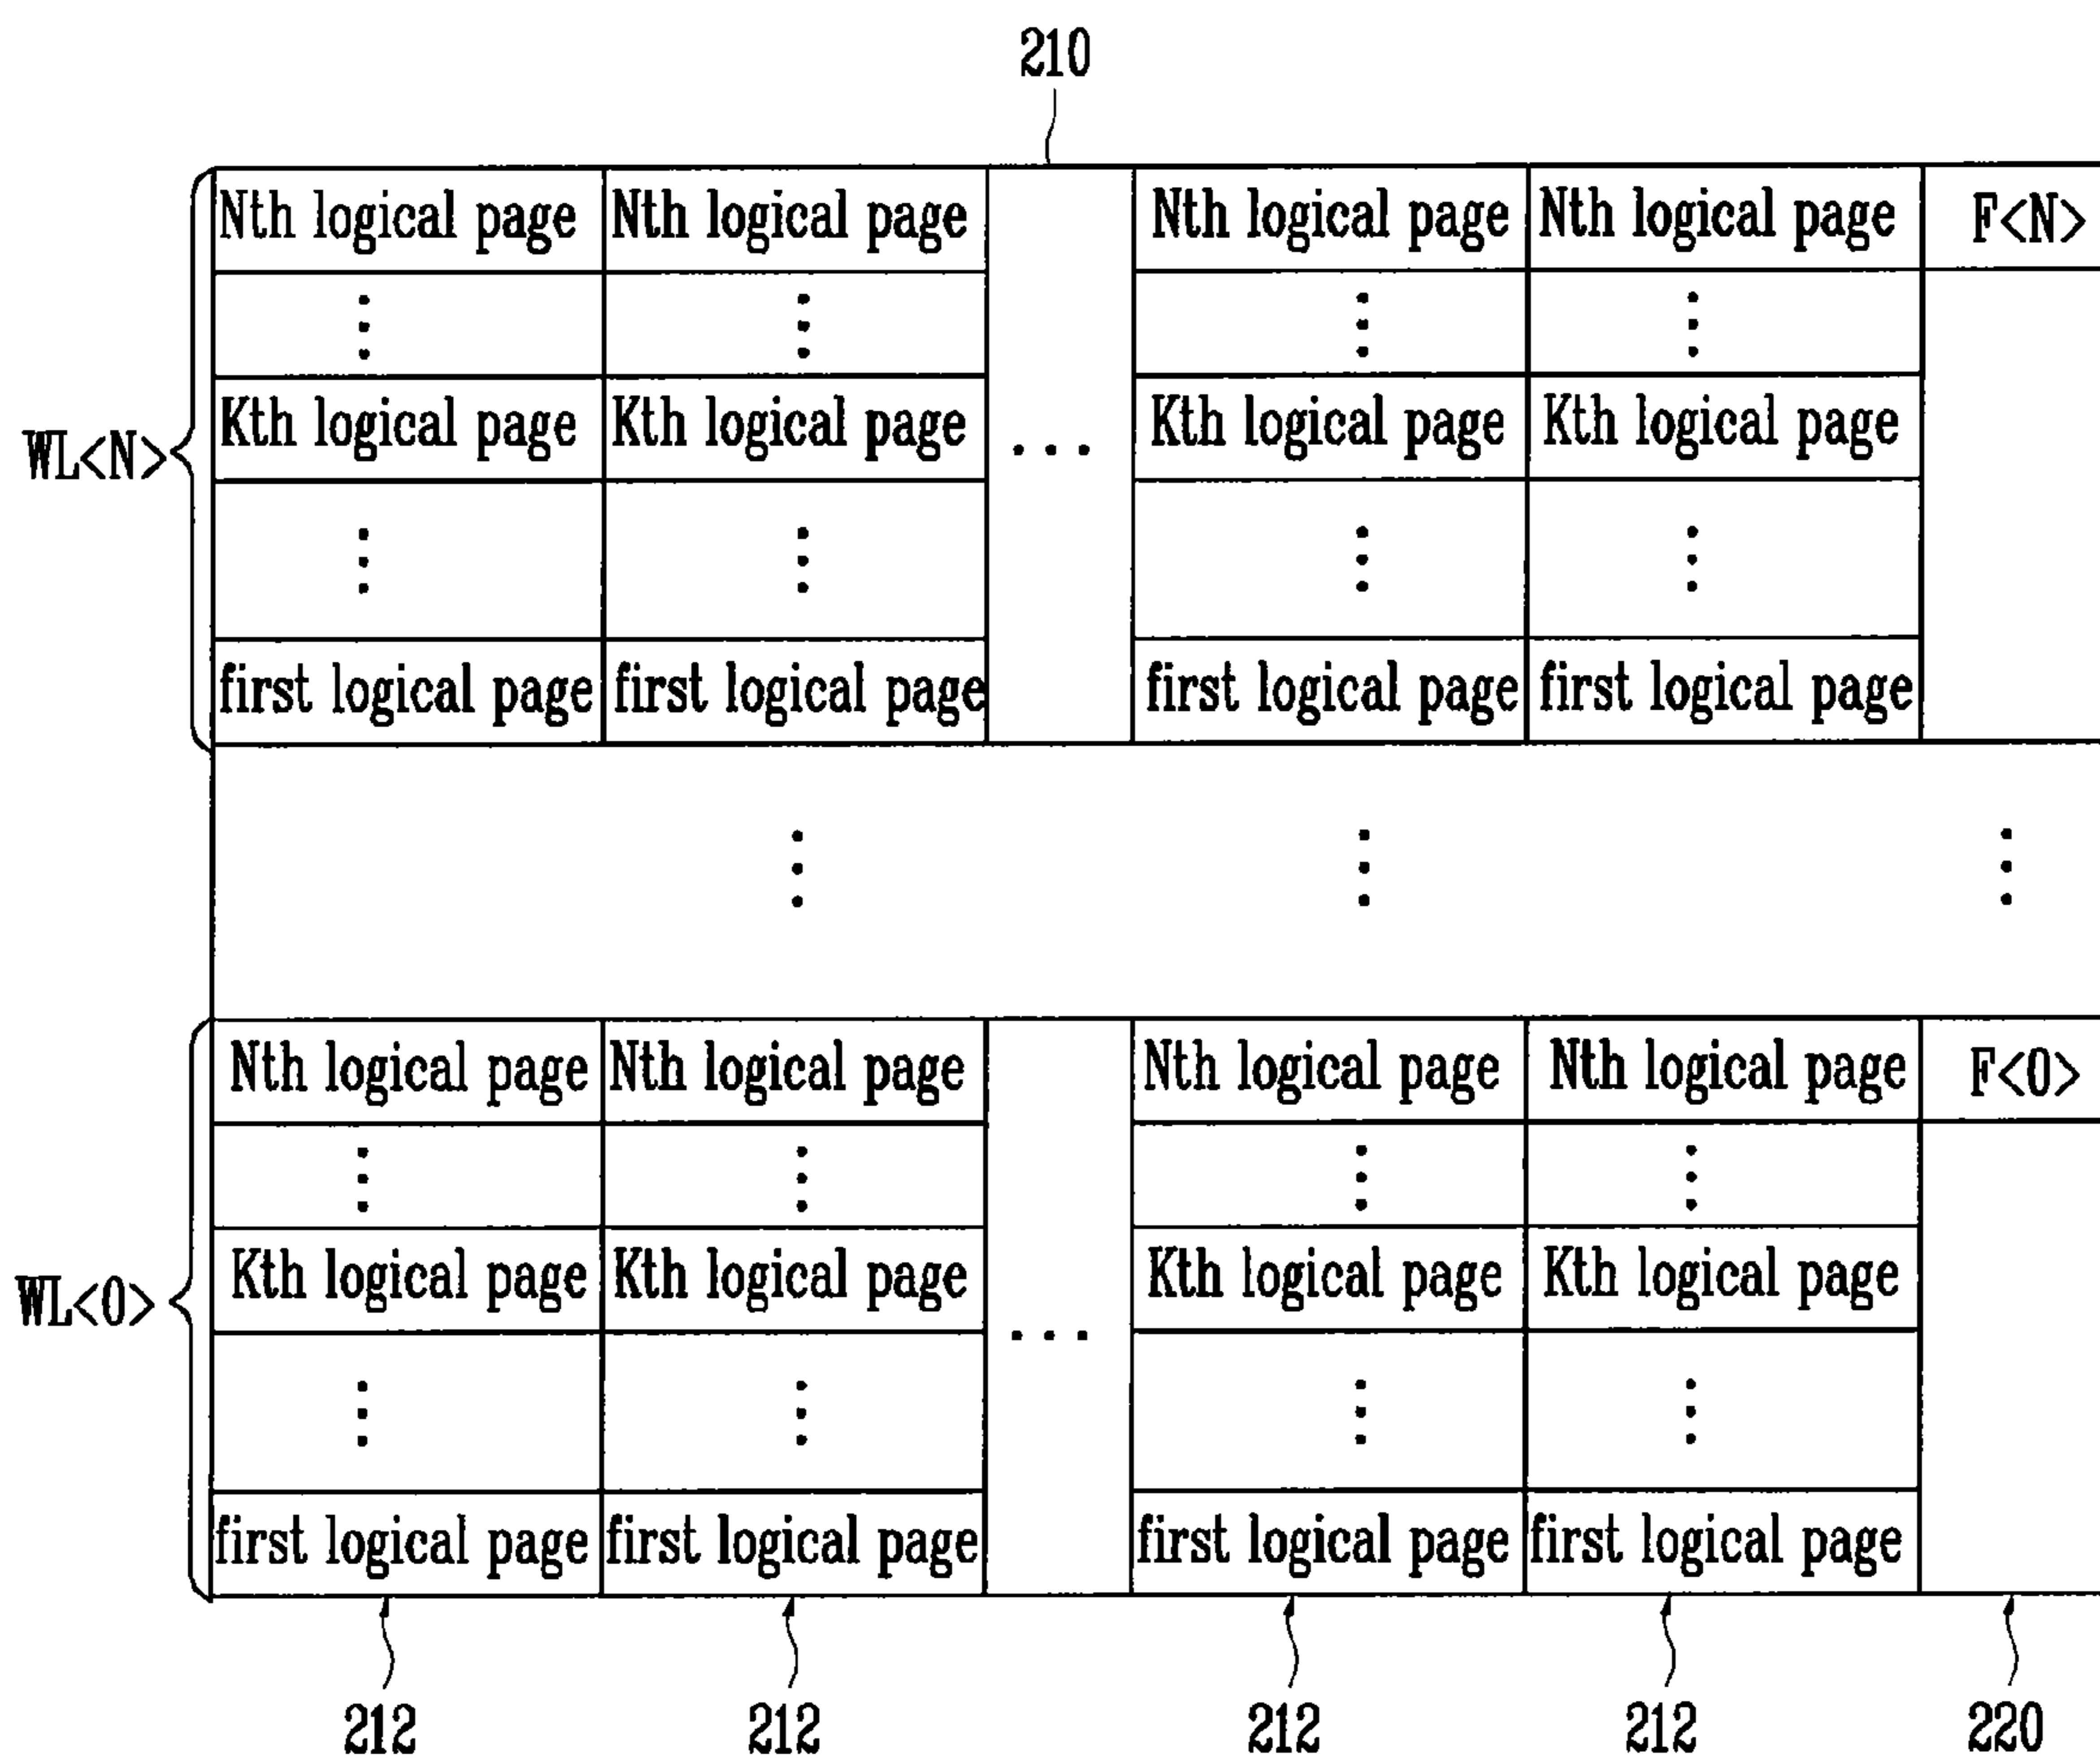 210
Nth logical page Nth logical page Nth logical page Nth logical page F<N>
WL<N> Kth logical page Kth logical page ... Kth logical page Kth logical page
first logical page first logical page first logical page first logical page
Nth logical page Nth logical page Nth logical page Nth logical page F<0>
WL<0> Kth logical page Kth logical page ... Kth logical page Kth logical page
first logical page first logical page first logical page first logical page
212 212 212 212 220